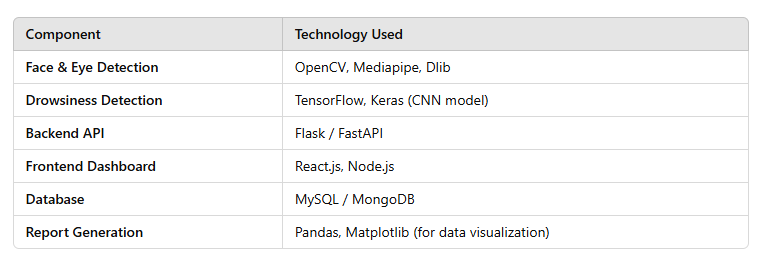 Component Technology Used
Face & Eye Detection OpenCV, Mediapipe, Dlib
Drowsiness Detection TensorFlow, Keras (CNN model)
Backend API Flask / FastAPI
Frontend Dashboard React.js, Node.js
Database MySQL / MongoDB
Report Generation Pandas, Matplotlib (for data visualization)